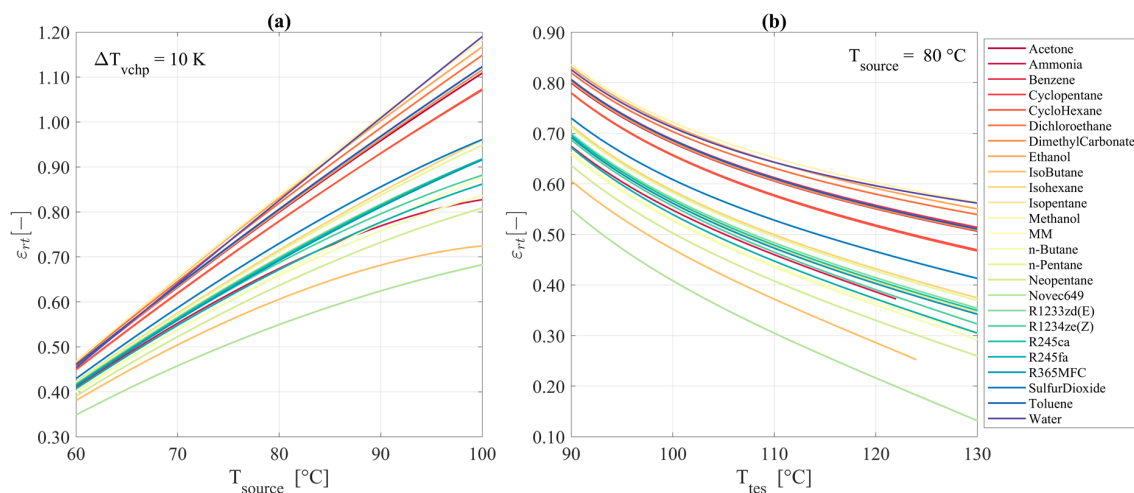 (a)
ΔT_vchp = 10 K
1.20
1.10
1.00
0.90
0.80
0.70
0.60
0.50
0.40
0.30
ε_rt[−]
60
70
80
90
100
T_source [°C]
(b)
T_source = 80 °C
0.90
0.80
0.70
0.60
0.50
0.40
0.30
0.20
0.10
ε_rt[−]
90
100
110
120
130
T_tes [°C]
Acetone
Ammonia
Benzene
Cyclopentane
CycloHexane
Dichloroethane
DimethylCarbonate
Ethanol
IsoButane
Isohexane
Isopentane
Methanol
MM
n-Butane
n-Pentane
Neopentane
Novec649
R1233zd(E)
R1234ze(Z)
R245ca
R245fa
R365MFC
SulfurDioxide
Toluene
Water